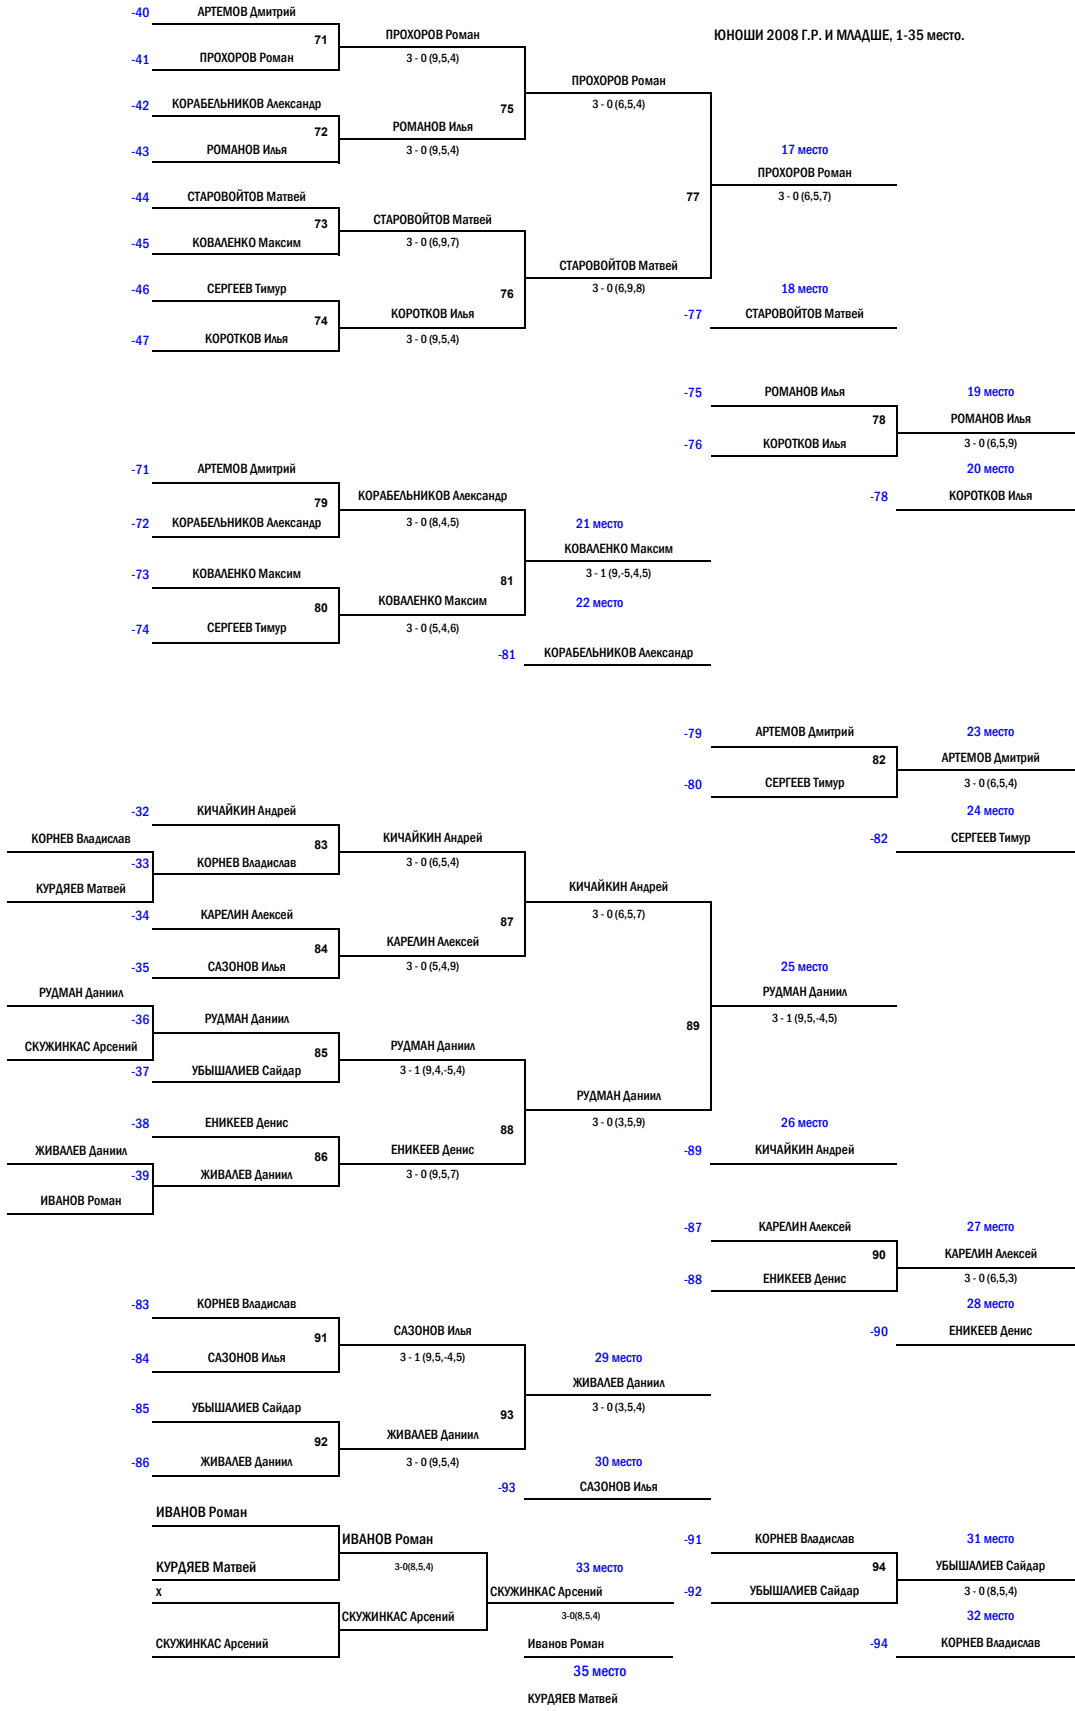 -40
АРТЕМОВ Дмитрий
ПРОХОРОВ Роман
ЮНОШИ 2008 Г.Р. И МЛАДШЕ, 1-35 место.
71
-41
ПРОХОРОВ Роман
3 - 0 (9,5,4)
ПРОХОРОВ Роман
-42
КОРАБЕЛЬНИКОВ Александр
75
3 - 0 (6,5,4)
72
РОМАНОВ Илья
-43
РОМАНОВ Илья
3 - 0 (9,5,4)
17 место
ПРОХОРОВ Роман
-44
СТАРОВОЙТОВ Матвей
77
3 - 0 (6,5,7)
73
СТАРОВОЙТОВ Матвей
-45
КОВАЛЕНКО Максим
3 - 0 (6,9,7)
СТАРОВОЙТОВ Матвей
-46
СЕРГЕЕВ Тимур
76
3 - 0 (6,9,8)
18 место
74
КОРОТКОВ Илья
-77
СТАРОВОЙТОВ Матвей
-47
КОРОТКОВ Илья
3 - 0 (9,5,4)
-75
РОМАНОВ Илья
19 место
78
РОМАНОВ Илья
-76
КОРОТКОВ Илья
3 - 0 (6,5,9)
-71
АРТЕМОВ Дмитрий
20 место
79
КОРАБЕЛЬНИКОВ Александр
-78
КОРОТКОВ Илья
-72
КОРАБЕЛЬНИКОВ Александр
3 - 0 (8,4,5)
21 место
КОВАЛЕНКО Максим
-73
КОВАЛЕНКО Максим
81
3 - 1 (9,-5,4,5)
80
КОВАЛЕНКО Максим
22 место
-74
СЕРГЕЕВ Тимур
3 - 0 (5,4,6)
-81
КОРАБЕЛЬНИКОВ Александр
-79
АРТЕМОВ Дмитрий
23 место
82
АРТЕМОВ Дмитрий
-80
СЕРГЕЕВ Тимур
3 - 0 (6,5,4)
-32
КИЧАЙКИН Андрей
24 место
КОРНЕВ Владислав
83
КИЧАЙКИН Андрей
-82
СЕРГЕЕВ Тимур
-33
КОРНЕВ Владислав
3 - 0 (6,5,4)
КУРДЯЕВ Матвей
КИЧАЙКИН Андрей
-34
КАРЕЛИН Алексей
87
3 - 0 (6,5,7)
84
КАРЕЛИН Алексей
-35
САЗОНОВ Илья
3 - 0 (5,4,9)
25 место
РУДМАН Даниил
РУДМАН Даниил
-36
РУДМАН Даниил
89
3 - 1 (9,5,-4,5)
СКУЖИНКАС Арсений
85
РУДМАН Даниил
-37
УБЫШАЛИЕВ Сайдар
3 - 1 (9,4,-5,4)
РУДМАН Даниил
-38
ЕНИКЕЕВ Денис
88
3 - 0 (3,5,9)
26 место
ЖИВАЛЕВ Даниил
86
ЕНИКЕЕВ Денис
-89
КИЧАЙКИН Андрей
-39
ЖИВАЛЕВ Даниил
3 - 0 (9,5,7)
ИВАНОВ Роман
-87
КАРЕЛИН Алексей
27 место
90
КАРЕЛИН Алексей
-88
ЕНИКЕЕВ Денис
3 - 0 (6,5,3)
-83
КОРНЕВ Владислав
28 место
91
САЗОНОВ Илья
-90
ЕНИКЕЕВ Денис
-84
САЗОНОВ Илья
3 - 1 (9,5,-4,5)
29 место
ЖИВАЛЕВ Даниил
-85
УБЫШАЛИЕВ Сайдар
93
3 - 0 (3,5,4)
92
ЖИВАЛЕВ Даниил
-86
ЖИВАЛЕВ Даниил
3 - 0 (9,5,4)
30 место
-93
САЗОНОВ Илья
ИВАНОВ Роман
ИВАНОВ Роман
-91
КОРНЕВ Владислав
31 место
КУРДЯЕВ Матвей
3-0(8,5,4)
33 место
94
УБЫШАЛИЕВ Сайдар
х
СКУЖИНКАС Арсений
-92
УБЫШАЛИЕВ Сайдар
3 - 0 (8,5,4)
СКУЖИНКАС Арсений
3-0(8,5,4)
32 место
СКУЖИНКАС Арсений
Иванов Роман
-94
КОРНЕВ Владислав
35 место
КУРДЯЕВ Матвей